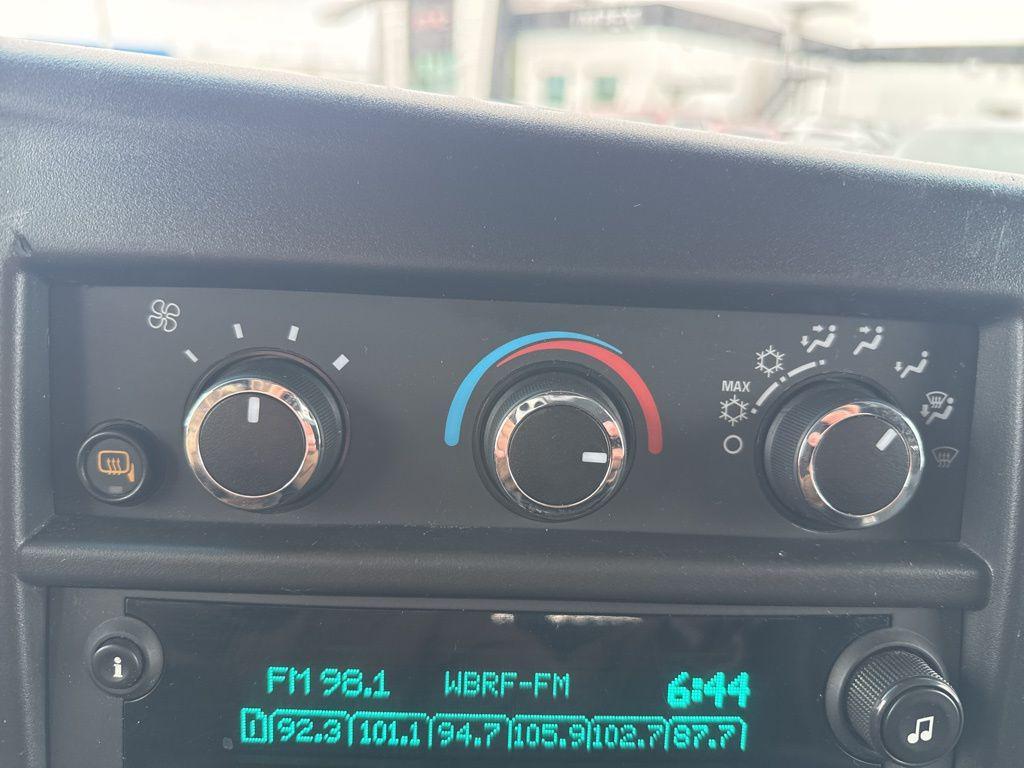 MAX
i
FM 98.1 WBRF-FM 6:44
92.3 101.1 94.7 105.9 102.7 87.7